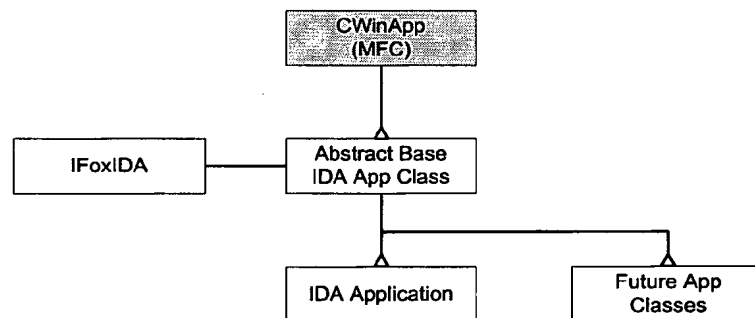 CWinApp
(MFC)
IFoxIDA
Abstract Base
IDA App Class
IDA Application
Future App
Classes